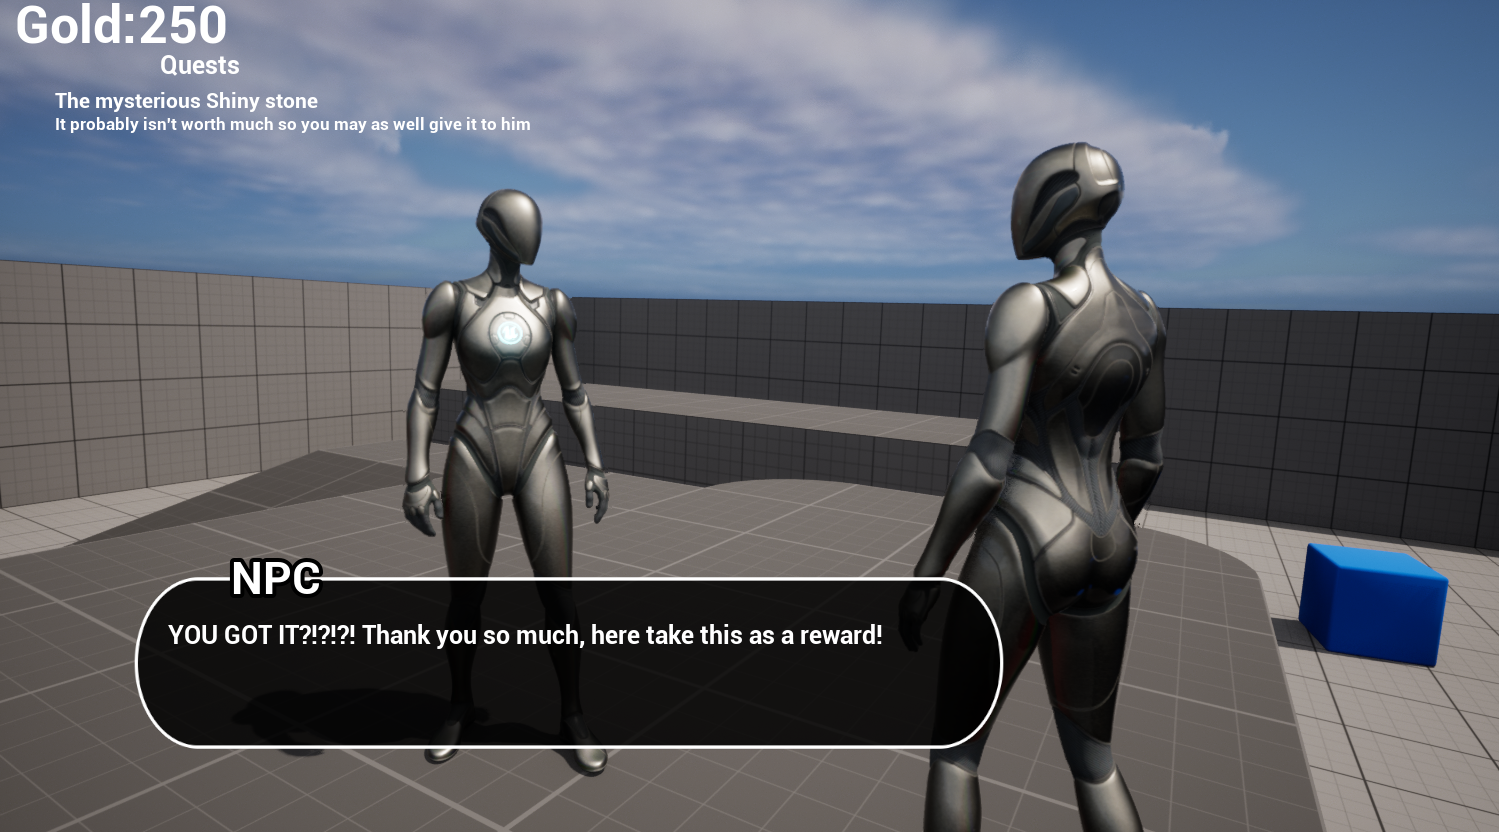 Gold:250
Quests
The mysterious Shiny stone
It probably isn't worth much so you may as well give it to him
NPC
YOU GOT IT?!?!?! Thank you so much, here take this as a reward!